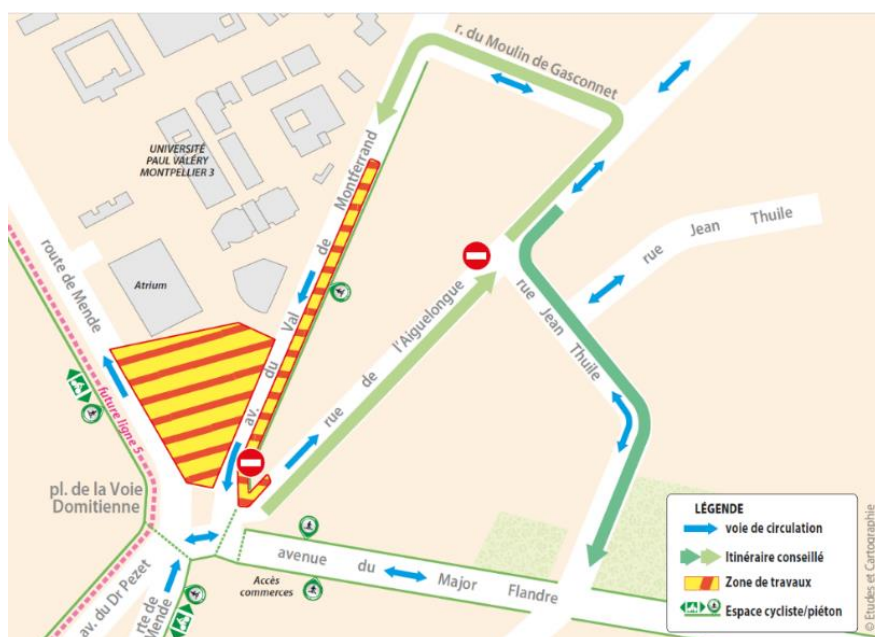 r. du Moulin de Gasconnet
UNIVERSITÉ
PAUL VALÉRY
MONTPELLIER 3
av. du Val de Montferrand
route de Mende
Atrium
rue Jean Thuile
rue de l'Aiguelongue
rue Jean Thuile
future ligne 5
pl. de la Voie
Domitienne
avenue du Major Flandre
Accès
commerces
av. du Dr Pezet
rte de
Mende
LÉGENDE
voie de circulation
Itinéraire conseillé
Zone de travaux
Espace cycliste/piéton
© Etudes et Cartographie